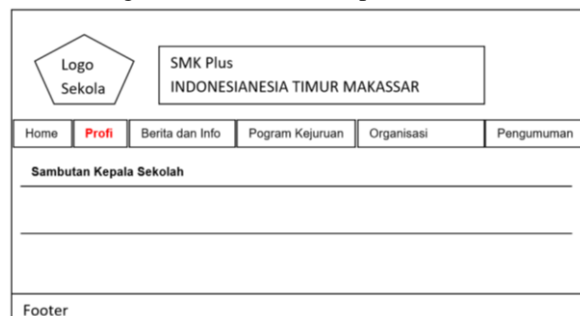 Logo
Sekola
SMK Plus
INDONESIANESIA TIMUR MAKASSAR
Home Profi Berita dan Info Pogram Kejuruan Organisasi Pengumuman
Sambutan Kepala Sekolah
Footer